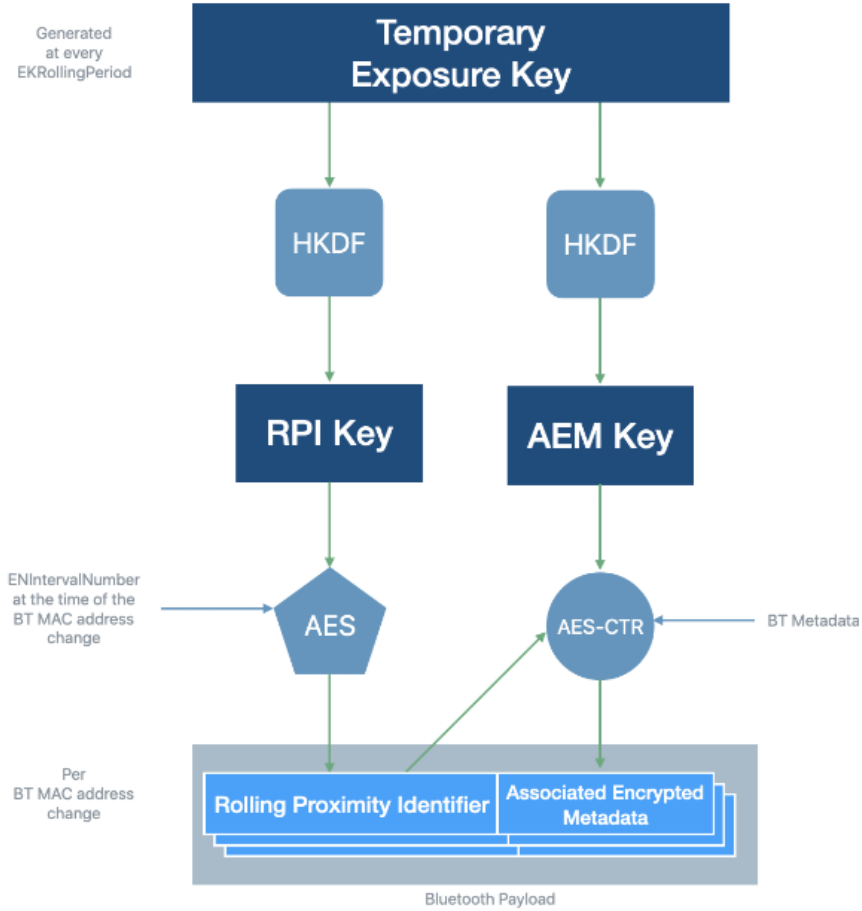 Generated
at every
EKRollingPeriod
Temporary
Exposure Key
HKDF
HKDF
RPI Key
AEM Key
ENIntervalNumber
at the time of the
BT MAC address
change
AES
AES-CTR
BT Metadata
Per
BT MAC address
change
Rolling Proximity Identifier
Associated Encrypted
Metadata
Bluetooth Payload